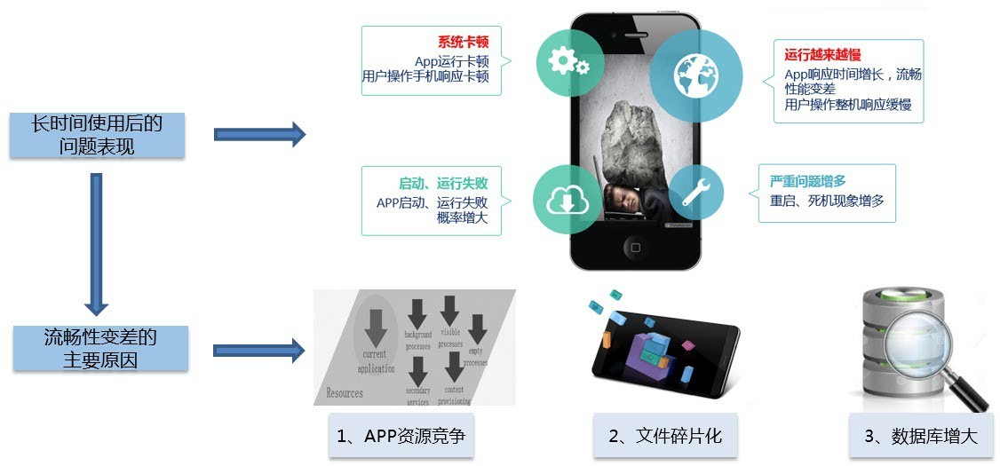 系统卡顿
App运行卡顿
用户操作手机响应卡顿
运行越来越慢
App响应时间增长，流畅
性能变差
用户操作整机响应缓慢
长时间使用后的
问题表现
启动、运行失败
APP启动、运行失败
概率增大
严重问题增多
重启、死机现象增多
流畅性变差的
主要原因
current
application
background
processes
visible
processes
empty
processes
secondary
services
content
provisioning
Resources
1、APP资源竞争
2、文件碎片化
3、数据库增大